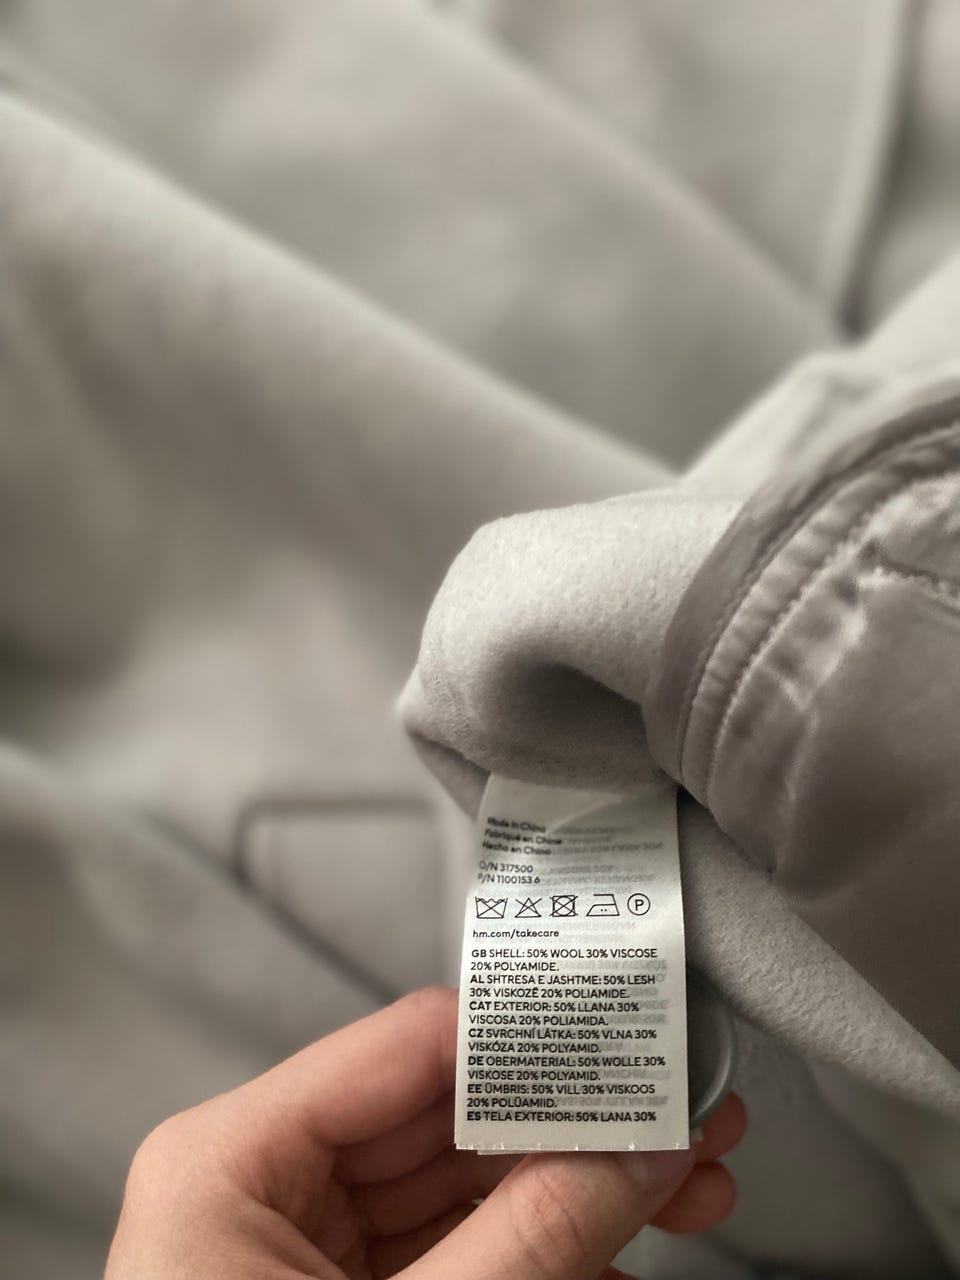 Made in China
Fabriqué en Chine
Hecho en China
O/N 317500
P/N 1100153 6
P
hm.com/takecare
GB SHELL: 50% WOOL 30% VISCOSE
20% POLYAMIDE.
AL SHTRESA E JASHTME: 50% LESH
30% VISKOZË 20% POLIAMIDE.
CAT EXTERIOR: 50% LLANA 30%
VISCOSA 20% POLIAMIDA.
CZ SVRCHNÍ LÁTKA: 50% VLNA 30%
VISKÓZA 20% POLYAMID.
DE OBERMATERIAL: 50% WOLLE 30%
VISKOSE 20% POLYAMID.
EE ÜMBRIS: 50% VILL 30% VISKOOS
20% POLÜAMIID.
ES TELA EXTERIOR: 50% LANA 30%